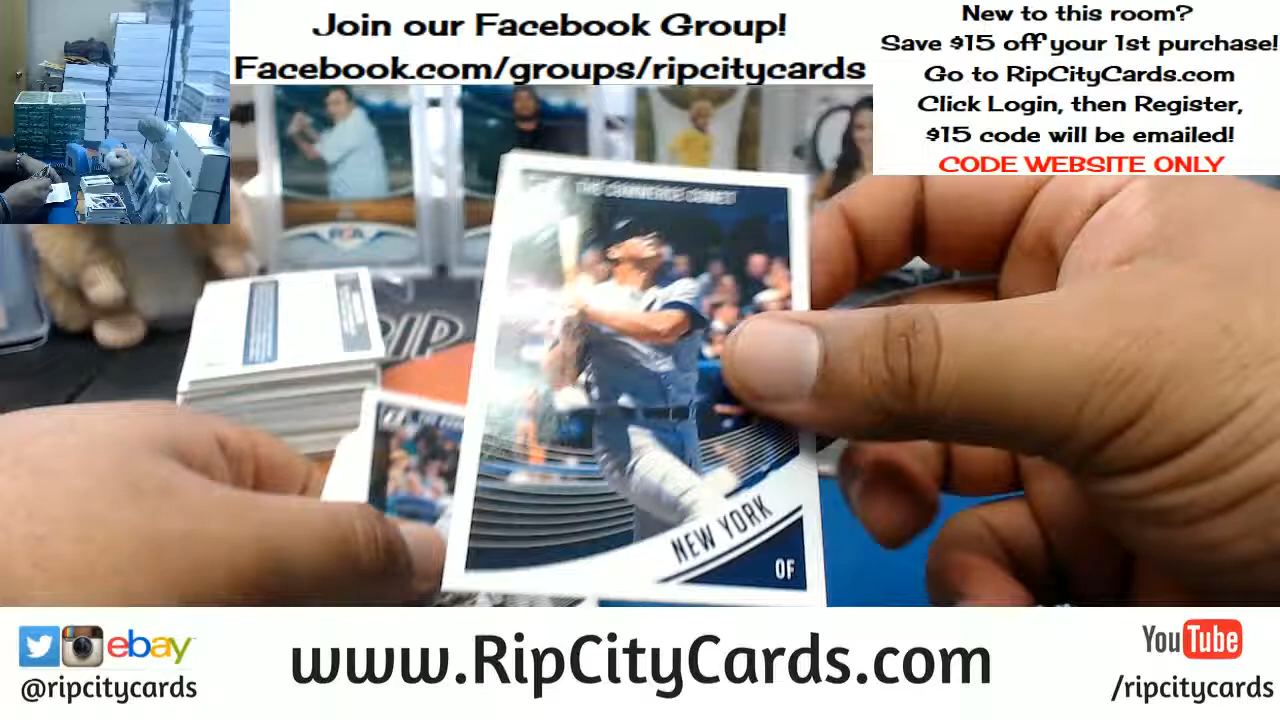 Join our Facebook Group!
Facebook.com/groups/ripcitycards
New to this room?
Save $15 off your 1st purchase!
Go to RipCityCards.com
Click Login, then Register,
$15 code will be emailed!
CODE WEBSITE ONLY
THE COMMERCE COMET
RIP
NEW YORK
OF
ebay
@ripcitycards
www.RipCityCards.com
YouTube
/ripcitycards